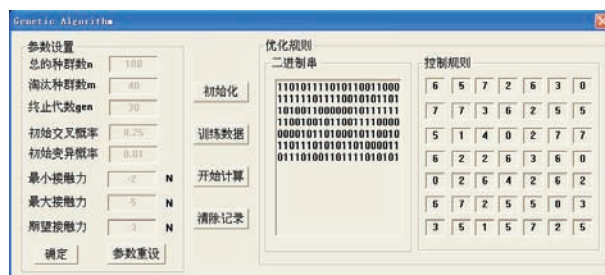 Genetic Algorithm
参数设置
总的种群数n 100
淘汰种群数m 40
终止代数gen 30
初始交叉概率 0.25
初始变异概率 0.01
最小接触力 -2 N
最大接触力 -5 N
期望接触力 -3 N
确定 参数重设
初始化
训练数据
开始计算
清除记录
优化规则
二进制串
110101111010110011000
111111011110010101101
101001100000010111111
110010010110011110000
000010110100010110010
110111010101101000011
011101001101111010101
控制规则
6 5 7 2 6 3 0
7 7 3 6 2 5 5
5 1 4 0 2 7 7
6 2 2 6 3 6 0
0 2 6 4 2 6 2
6 7 2 5 5 0 3
3 5 1 5 7 2 5